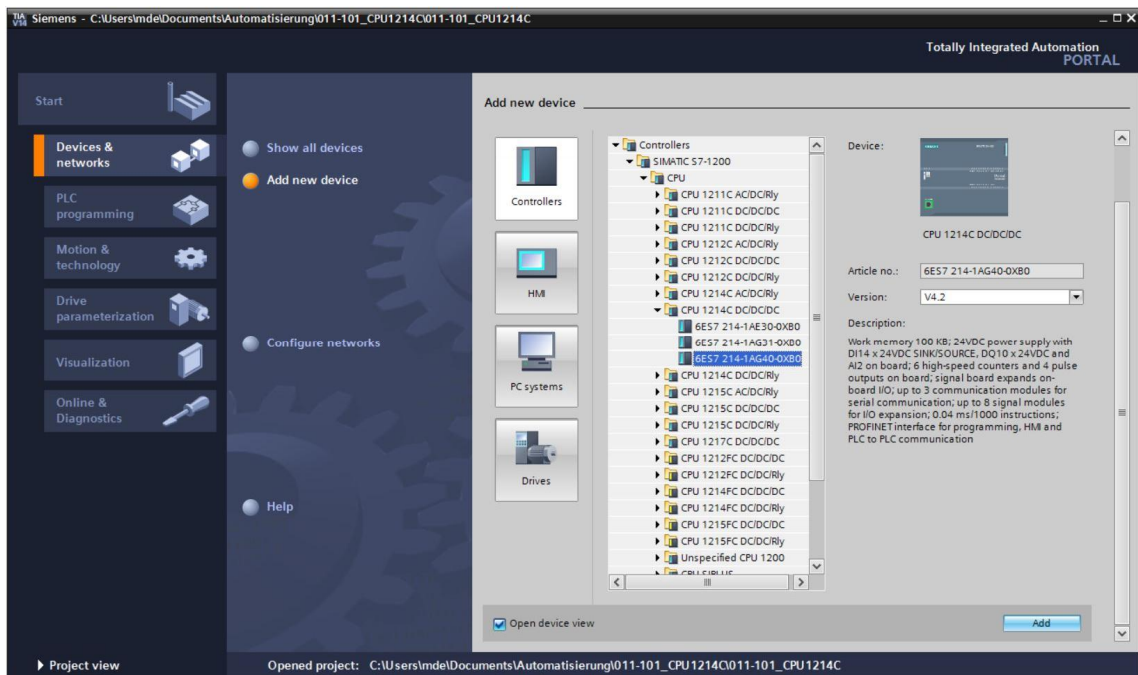 TIA
V14
Siemens - C:\Users\mde\Documents\Automatisierung\011-101_CPU1214C\011-101_CPU1214C
Totally Integrated Automation
PORTAL
Start
Devices &
networks
PLC
programming
Motion &
technology
Drive
parameterization
Visualization
Online &
Diagnostics
Show all devices
Add new device
Configure networks
Help
Add new device
Controllers
HMI
PC systems
Drives
Controllers
SIMATIC S7-1200
CPU
CPU 1211C AC/DC/Rly
CPU 1211C DC/DC/DC
CPU 1211C DC/DC/Rly
CPU 1212C AC/DC/Rly
CPU 1212C DC/DC/DC
CPU 1212C DC/DC/Rly
CPU 1214C AC/DC/Rly
CPU 1214C DC/DC/DC
6ES7 214-1AE30-0XB0
6ES7 214-1AG31-0XB0
6ES7 214-1AG40-0XB0
CPU 1214C DC/DC/Rly
CPU 1215C AC/DC/Rly
CPU 1215C DC/DC/DC
CPU 1215C DC/DC/Rly
CPU 1217C DC/DC/DC
CPU 1212FC DC/DC/DC
CPU 1212FC DC/DC/Rly
CPU 1214FC DC/DC/DC
CPU 1214FC DC/DC/Rly
CPU 1215FC DC/DC/DC
CPU 1215FC DC/DC/Rly
Unspecified CPU 1200
CPU SIPLUS
Device:
CPU 1214C DC/DC/DC
Article no.: 6ES7 214-1AG40-0XB0
Version: V4.2
Description:
Work memory 100 KB; 24VDC power supply with
DI14 x 24VDC SINK/SOURCE, DQ10 x 24VDC and
AI2 on board; 6 high-speed counters and 4 pulse
outputs on board; signal board expands on-
board I/O; up to 3 communication modules for
serial communication; up to 8 signal modules
for I/O expansion; 0.04 ms/1000 instructions;
PROFINET interface for programming, HMI and
PLC to PLC communication
Open device view
Add
Project view
Opened project: C:\Users\mde\Documents\Automatisierung\011-101_CPU1214C\011-101_CPU1214C